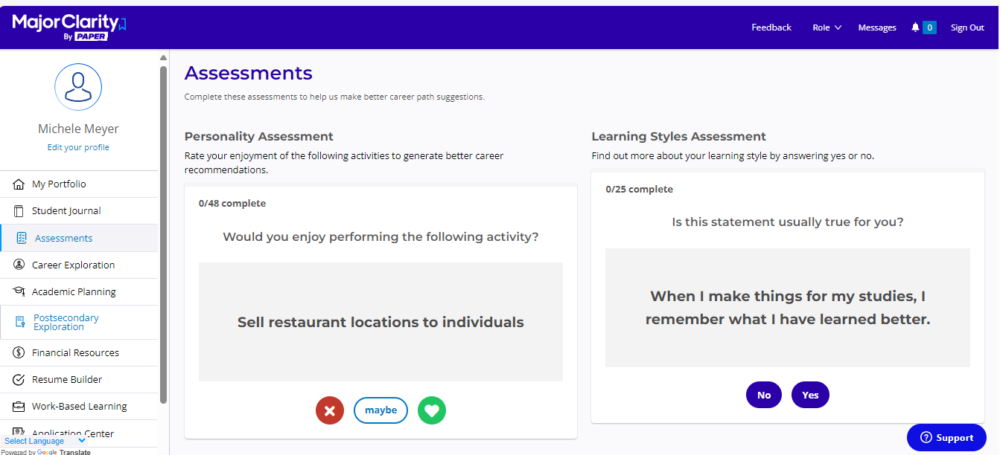 MajorClarity
By PAPER
Feedback
Role
Messages
0
Sign Out
Michele Meyer
Edit your profile
My Portfolio
Student Journal
Assessments
Career Exploration
Academic Planning
Postsecondary
Exploration
Financial Resources
Resume Builder
Work-Based Learning
Application Center
Select Language
Powered by Google Translate
Assessments
Complete these assessments to help us make better career path suggestions.
Personality Assessment
Rate your enjoyment of the following activities to generate better career
recommendations.
0/48 complete
Would you enjoy performing the following activity?
Sell restaurant locations to individuals
maybe
Learning Styles Assessment
Find out more about your learning style by answering yes or no.
0/25 complete
Is this statement usually true for you?
When I make things for my studies, I
remember what I have learned better.
No
Yes
Support